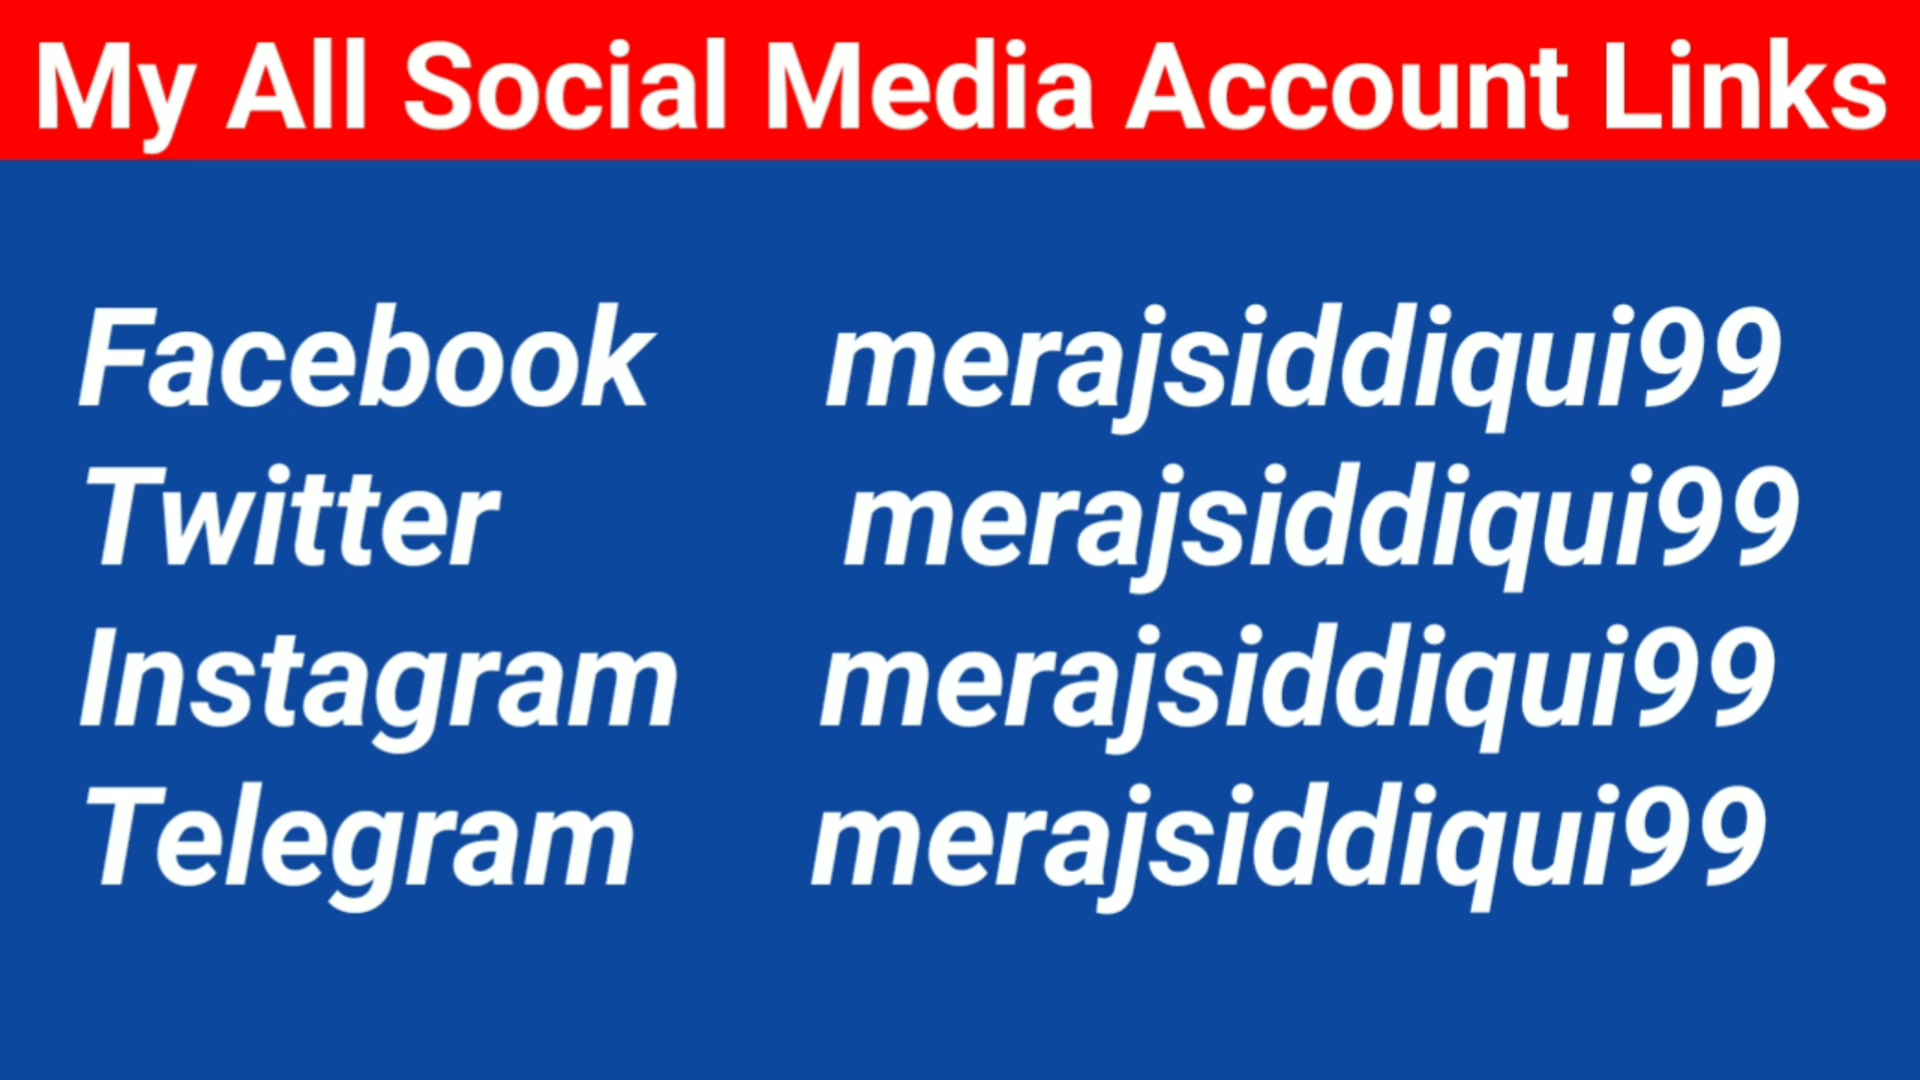 My All Social Media Account Links
Facebook merajsiddiqui99
Twitter merajsiddiqui99
Instagram merajsiddiqui99
Telegram merajsiddiqui99